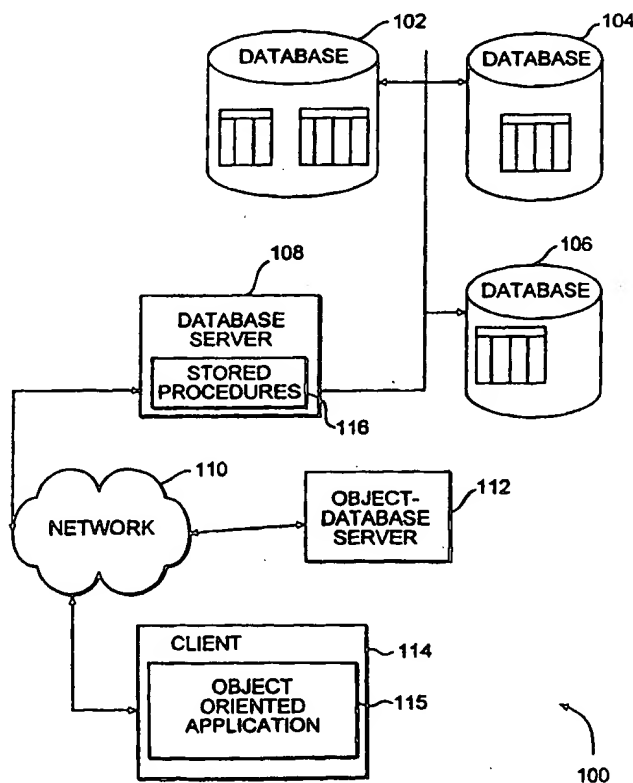 102
104
DATABASE
DATABASE
106
108
DATABASE
DATABASE
SERVER
STORED
PROCEDURES
116
110
112
NETWORK
OBJECT-
DATABASE
SERVER
CLIENT
114
OBJECT
ORIENTED
APPLICATION
115
100